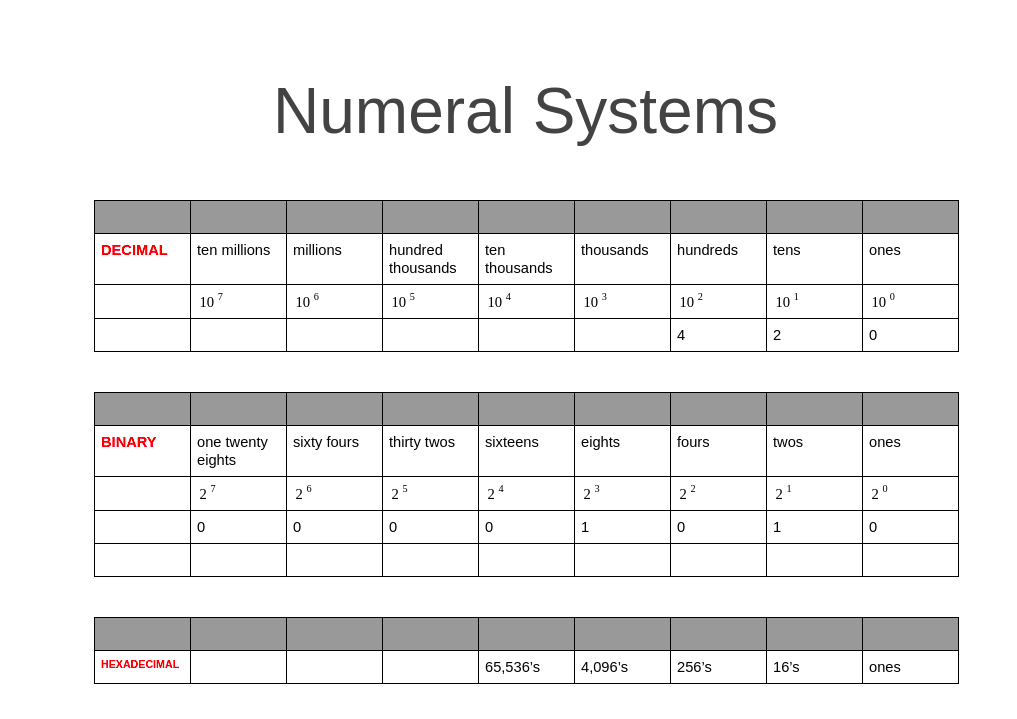 Numeral Systems
DECIMAL ten millions millions hundred thousands ten thousands thousands hundreds tens ones
10^7 10^6 10^5 10^4 10^3 10^2 10^1 10^0
4 2 0
BINARY one twenty eights sixty fours thirty twos sixteens eights fours twos ones
2^7 2^6 2^5 2^4 2^3 2^2 2^1 2^0
0 0 0 0 1 0 1 0
HEXADECIMAL 65,536's 4,096's 256's 16's ones